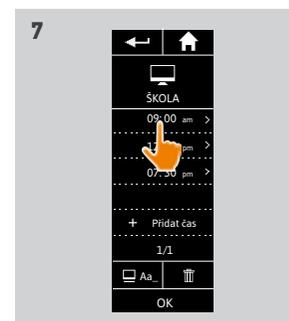 7
ŠKOLA
09:00 am >
pm >
07:30 pm >
+ Přidat čas
1/1
Aa_
OK